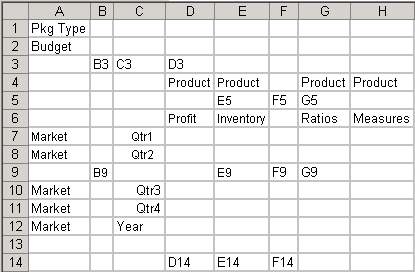 A B C D E F G H
1 Pkg Type
2 Budget
3 B3 C3 D3
4 Product Product Product Product
5 E5 F5 G5
6 Profit Inventory Ratios Measures
7 Market Qtr1
8 Market Qtr2
9 B9 E9 F9 G9
10 Market Qtr3
11 Market Qtr4
12 Market Year
13
14 D14 E14 F14